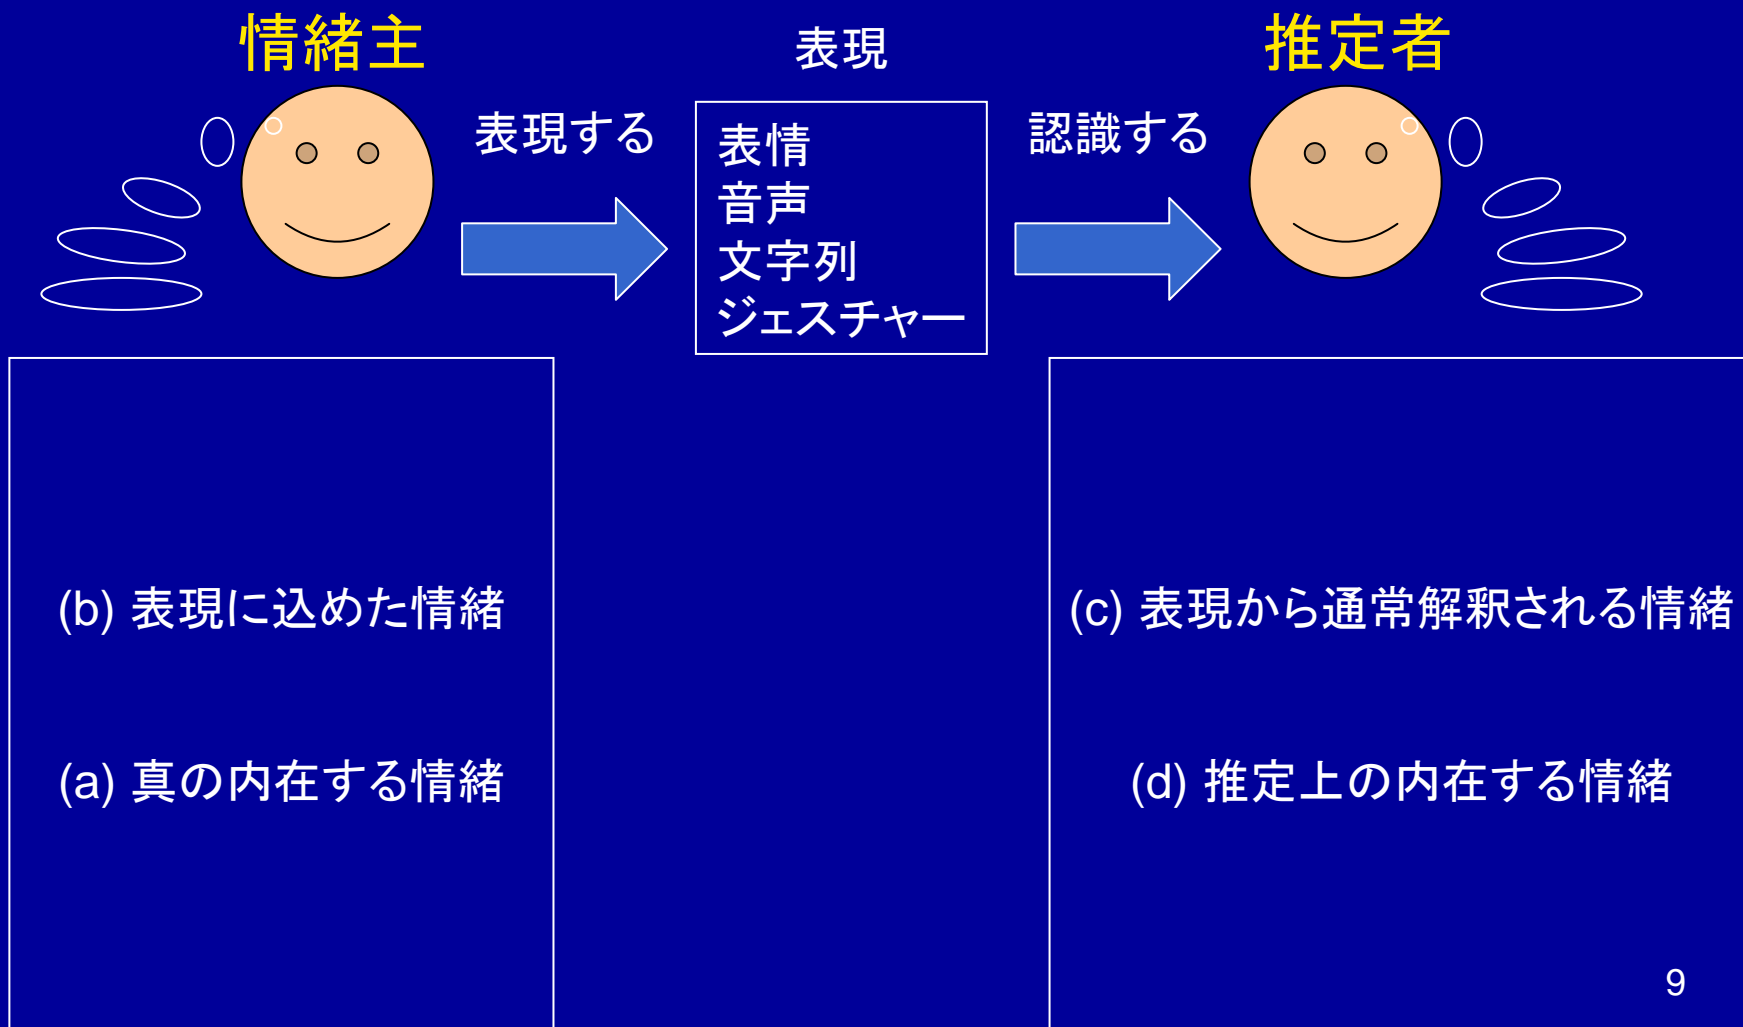 情緒主
表現
推定者
表現する
認識する
表情
音声
文字列
ジェスチャー
(b) 表現に込めた情緒
(a) 真の内在する情緒
(c) 表現から通常解釈される情緒
(d) 推定上の内在する情緒
9